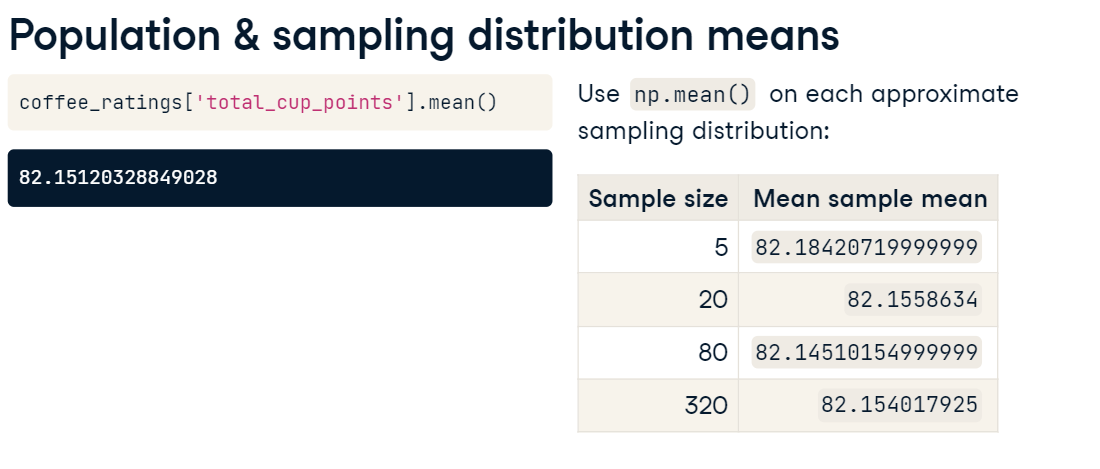 Population & sampling distribution means
coffee_ratings['total_cup_points'].mean()
82.15120328849028
Use np.mean() on each approximate
sampling distribution:
Sample size Mean sample mean
5 82.18420719999999
20 82.1558634
80 82.14510154999999
320 82.154017925